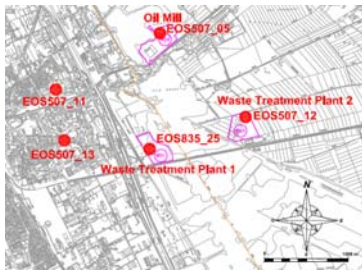 Oil Mill
EOS507_05
EOS507_11
Waste Treatment Plant 2
EOS507_12
EOS507_13
EOS835_25
Waste Treatment Plant 1
N